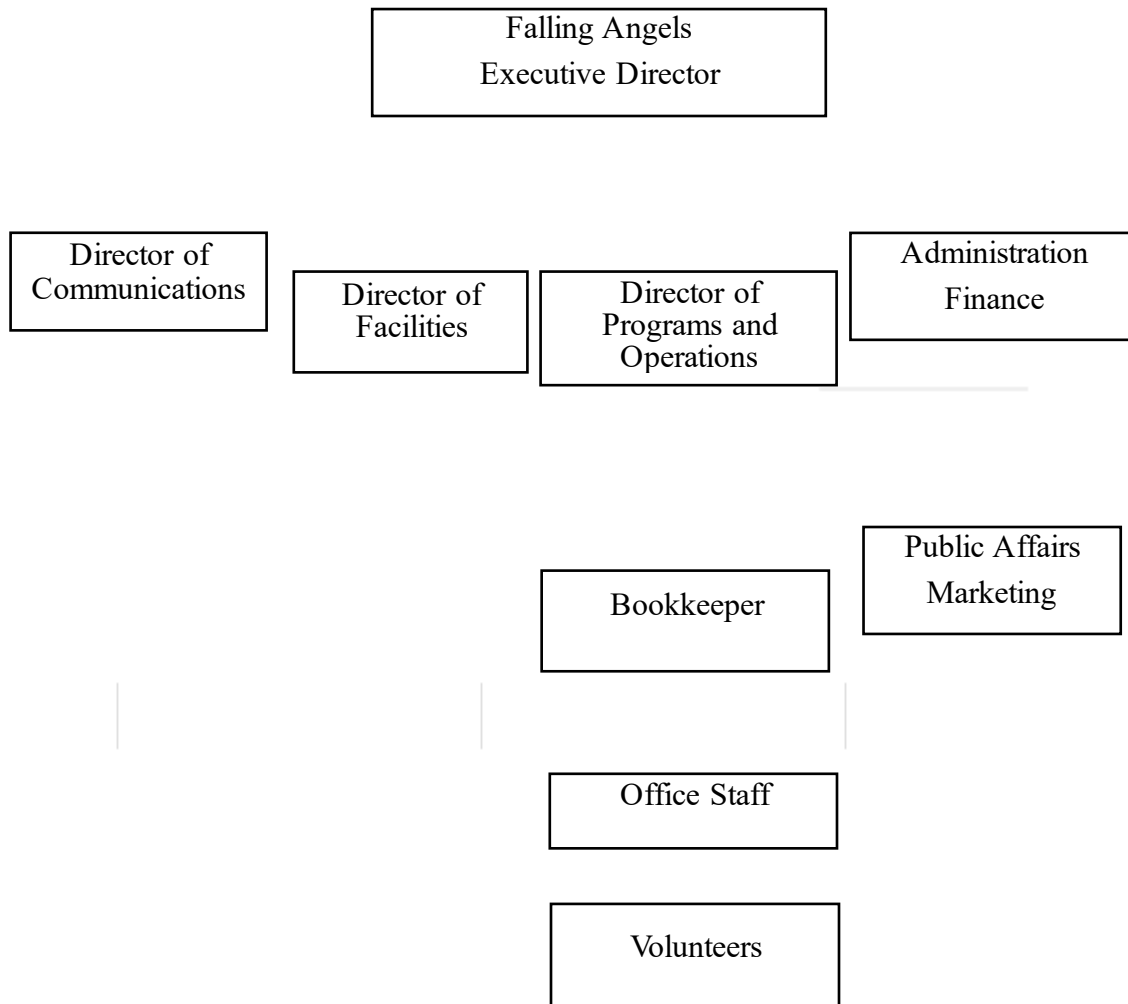 Falling Angels
Executive Director
Director of
Communications
Director of
Facilities
Director of
Programs and
Operations
Administration
Finance
Bookkeeper
Public Affairs
Marketing
Office Staff
Volunteers